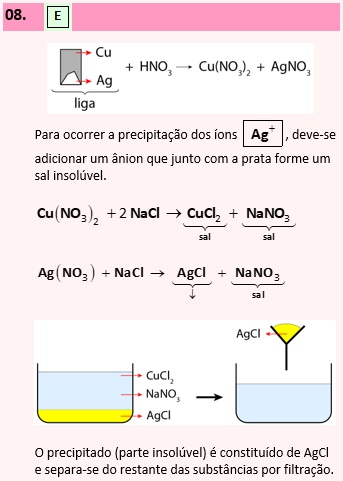 08. E
Cu
Ag
liga
+ HNO₃ → Cu(NO₃)₂ + AgNO₃
Para ocorrer a precipitação dos íons Ag⁺ , deve-se
adicionar um ânion que junto com a prata forme um
sal insolúvel.
Cu(NO₃)₂ + 2 NaCl → CuCl₂ + NaNO₃
sal sal
Ag(NO₃) + NaCl → AgCl + NaNO₃
↓ sal
AgCl
CuCl₂
NaNO₃
AgCl
O precipitado (parte insolúvel) é constituído de AgCl
e separa-se do restante das substâncias por filtração.